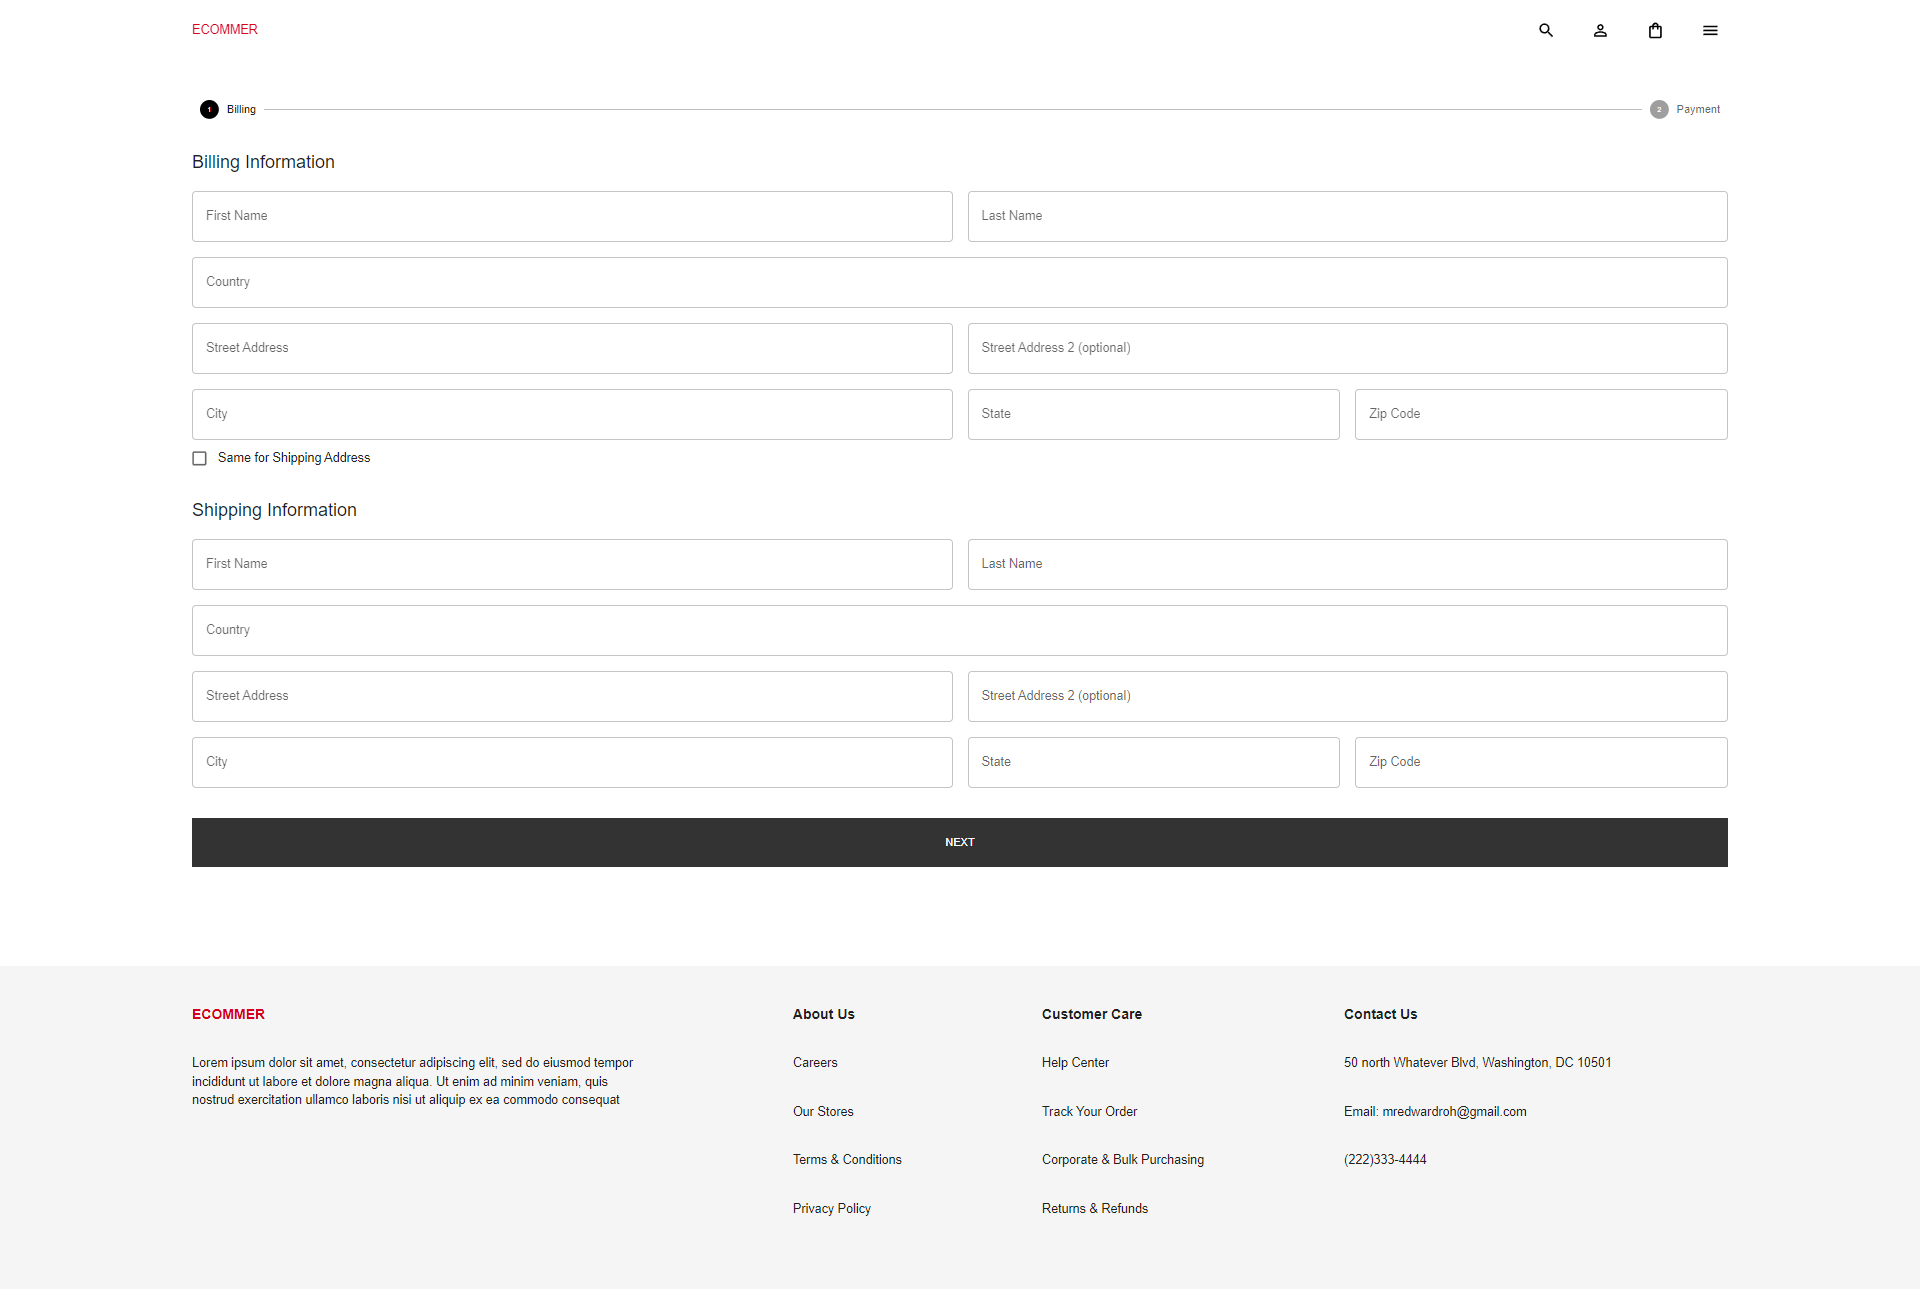 ECOMMER
1 Billing
2 Payment
Billing Information
First Name
Last Name
Country
Street Address
Street Address 2 (optional)
City
State
Zip Code
Same for Shipping Address
Shipping Information
First Name
Last Name
Country
Street Address
Street Address 2 (optional)
City
State
Zip Code
NEXT
ECOMMER
Lorem ipsum dolor sit amet, consectetur adipiscing elit, sed do eiusmod tempor
incididunt ut labore et dolore magna aliqua. Ut enim ad minim veniam, quis
nostrud exercitation ullamco laboris nisi ut aliquip ex ea commodo consequat
About Us
Careers
Our Stores
Terms & Conditions
Privacy Policy
Customer Care
Help Center
Track Your Order
Corporate & Bulk Purchasing
Returns & Refunds
Contact Us
50 north Whatever Blvd, Washington, DC 10501
Email: mredwardroh@gmail.com
(222)333-4444